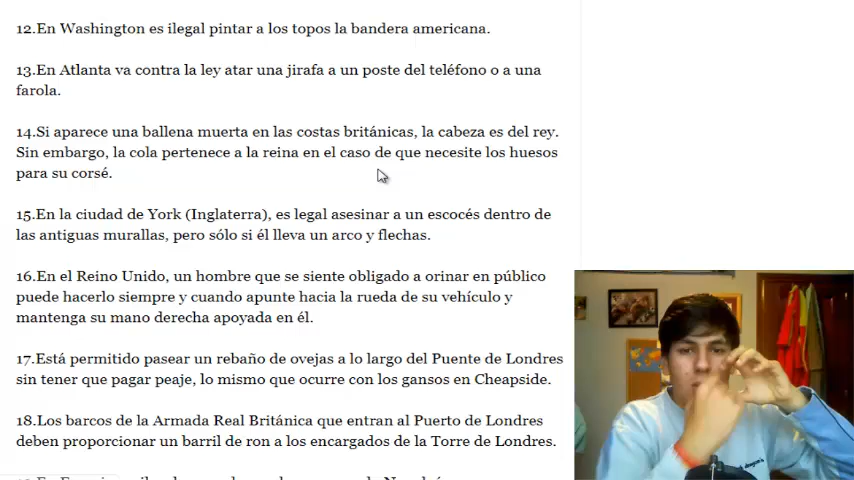 12.En Washington es ilegal pintar a los topos la bandera americana.
13.En Atlanta va contra la ley atar una jirafa a un poste del teléfono o a una
farola.
14.Si aparece una ballena muerta en las costas británicas, la cabeza es del rey.
Sin embargo, la cola pertenece a la reina en el caso de que necesite los huesos
para su corsé.
15.En la ciudad de York (Inglaterra), es legal asesinar a un escocés dentro de
las antiguas murallas, pero sólo si él lleva un arco y flechas.
16.En el Reino Unido, un hombre que se siente obligado a orinar en público
puede hacerlo siempre y cuando apunte hacia la rueda de su vehículo y
mantenga su mano derecha apoyada en él.
17.Está permitido pasear un rebaño de ovejas a lo largo del Puente de Londres
sin tener que pagar peaje, lo mismo que ocurre con los gansos en Cheapside.
18.Los barcos de la Armada Real Británica que entran al Puerto de Londres
deben proporcionar un barril de ron a los encargados de la Torre de Londres.